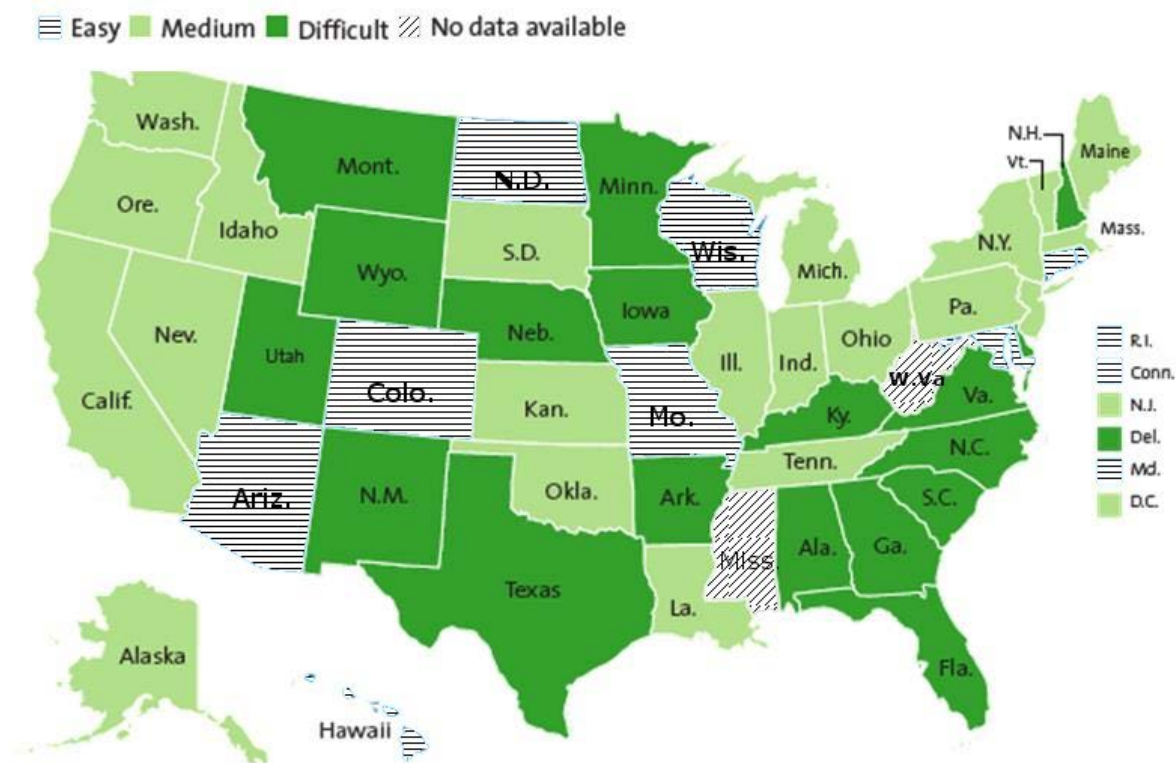 Easy Medium Difficult No data available
Wash.
Mont.
N.D.
Minn.
N.H.
Vt.
Maine
Ore.
Idaho
S.D.
Wis.
Mass.
N.Y.
Wyo.
Mich.
Nev.
Utah
Neb.
Iowa
Pa.
Ohio
Ill.
Ind.
Calif.
Colo.
Kan.
Mo.
W.Va
Va.
Ky.
R.I.
Conn.
N.J.
Del.
Md.
D.C.
Ariz.
N.M.
Okla.
Ark.
Tenn.
N.C.
S.C.
Texas
La.
MIss.
Ala.
Ga.
Fla.
Alaska
Hawaii